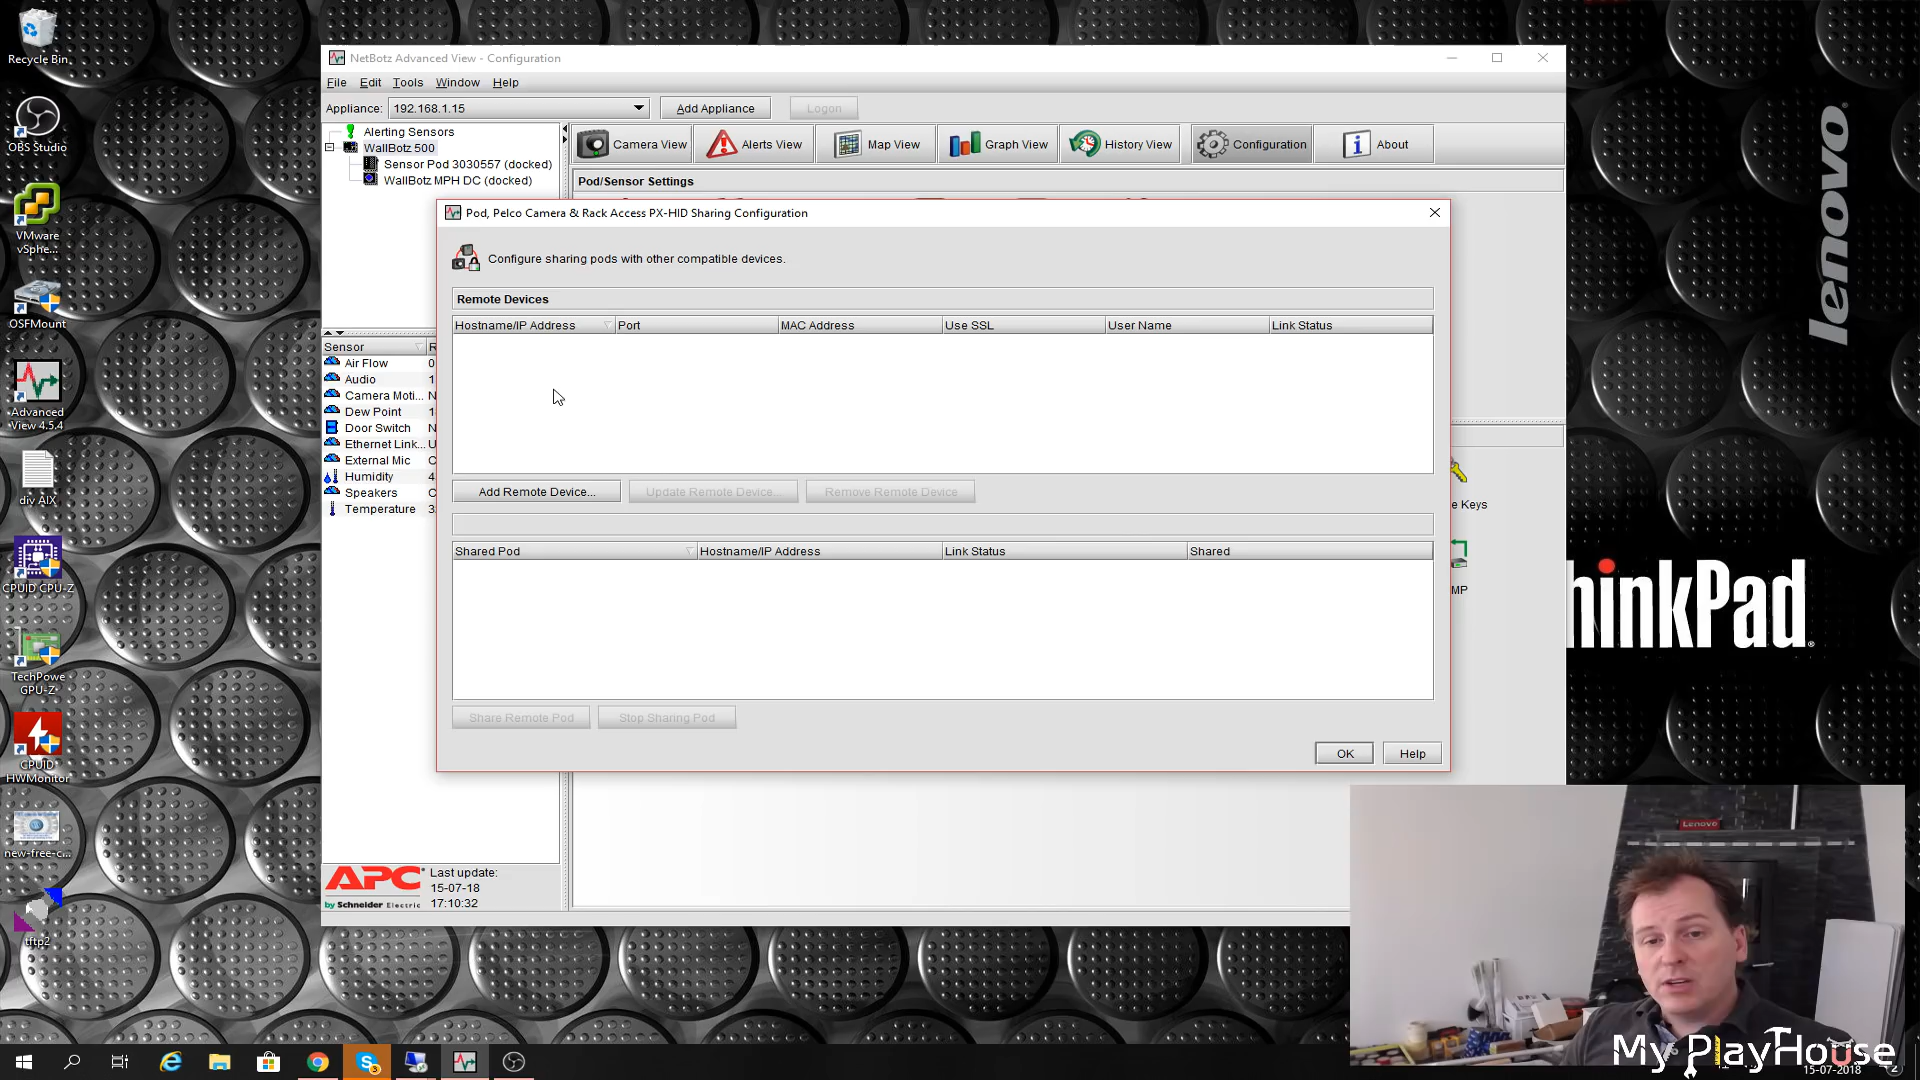 Recycle Bin
OBS Studio
VMware
vSphe...
OSFMount
Advanced
View 4.5.4
div AIX
CPUID CPU-Z
TechPowe
GPU-Z
CPUID
HWMonitor
new-free-c...
tftp2
NetBotz Advanced View - Configuration
File Edit Tools Window Help
Appliance: 192.168.1.15 Add Appliance Logon
Alerting Sensors
WallBotz 500
Sensor Pod 3030557 (docked)
WallBotz MPH DC (docked)
Camera View Alerts View Map View Graph View History View Configuration About
Pod/Sensor Settings
Sensor R
Air Flow 0
Audio 1
Camera Moti... N
Dew Point 1
Door Switch N
Ethernet Link... U
External Mic C
Humidity 4
Speakers C
Temperature 3
Pod, Pelco Camera & Rack Access PX-HID Sharing Configuration
Configure sharing pods with other compatible devices.
Remote Devices
Hostname/IP Address Port MAC Address Use SSL User Name Link Status
Add Remote Device... Update Remote Device... Remove Remote Device
Shared Pod Hostname/IP Address Link Status Shared
Share Remote Pod Stop Sharing Pod
OK Help
e Keys
MP
APC
by Schneider Electric
Last update:
15-07-18
17:10:32
lenovo
hinkPad
Lenovo
My PlayHouse
15-07-2018